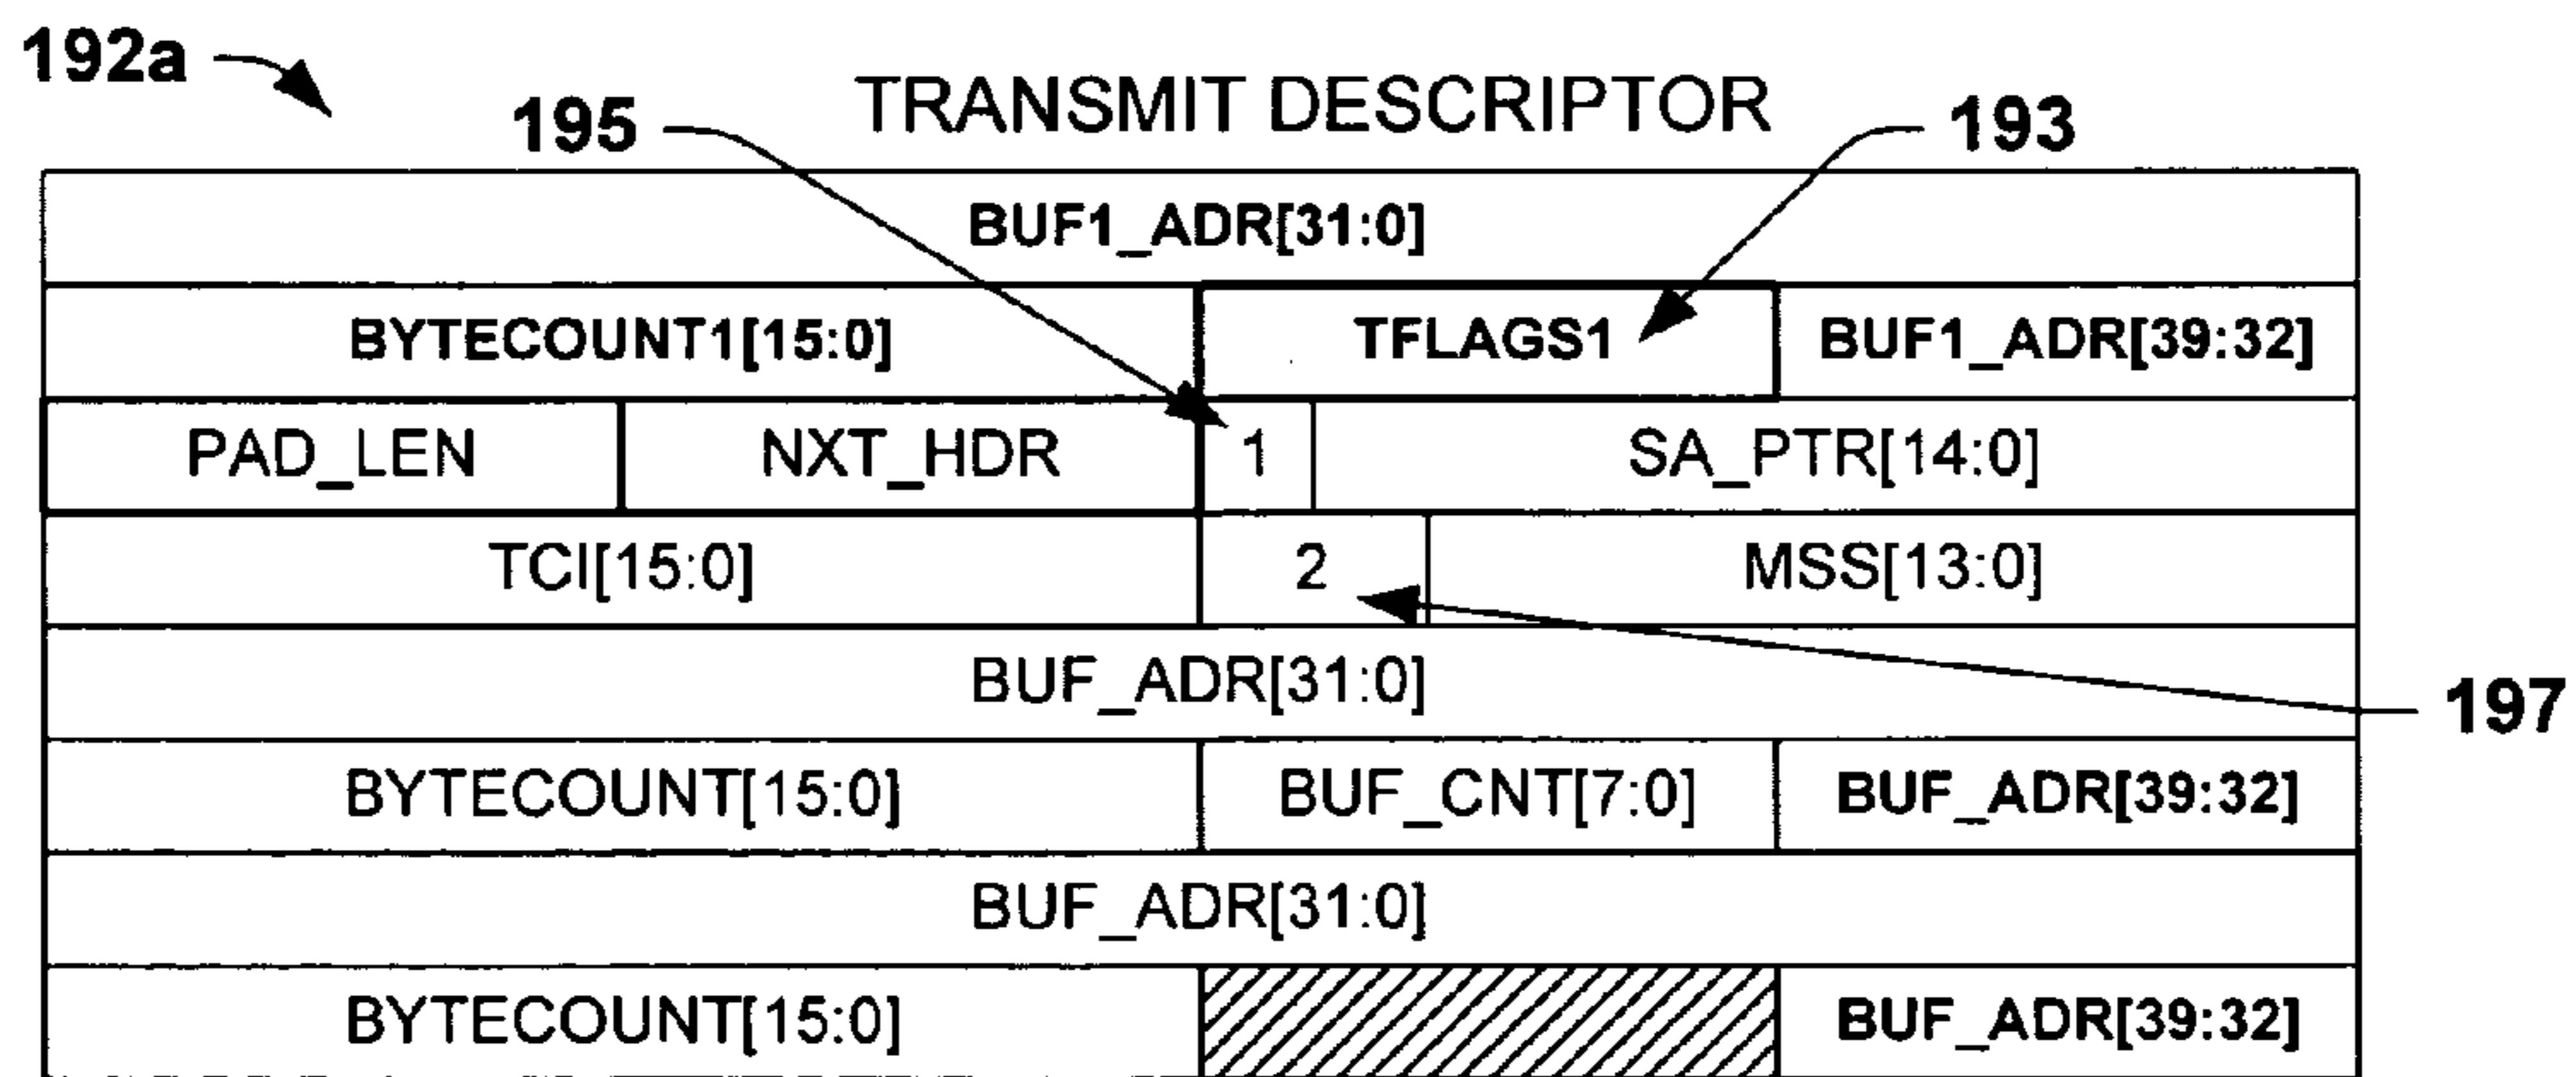 192a
TRANSMIT DESCRIPTOR
195
193
BUF1_ADR[31:0]
BYTECOUNT1[15:0] TFLAGS1 BUF1_ADR[39:32]
PAD_LEN NXT_HDR 1 SA_PTR[14:0]
TCI[15:0] 2 MSS[13:0]
BUF_ADR[31:0]
197
BYTECOUNT[15:0] BUF_CNT[7:0] BUF_ADR[39:32]
BUF_ADR[31:0]
BYTECOUNT[15:0] BUF_ADR[39:32]